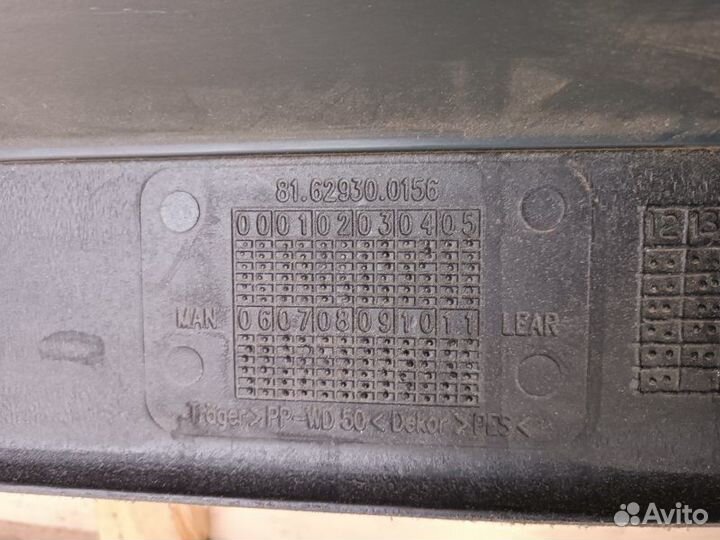 81.62930.0156
00 01 02 03 04 05
12 13
MAN
06 07 08 09 10 11
LEAR
Träger >PP-WD 50< Dekor >PES<
Avito